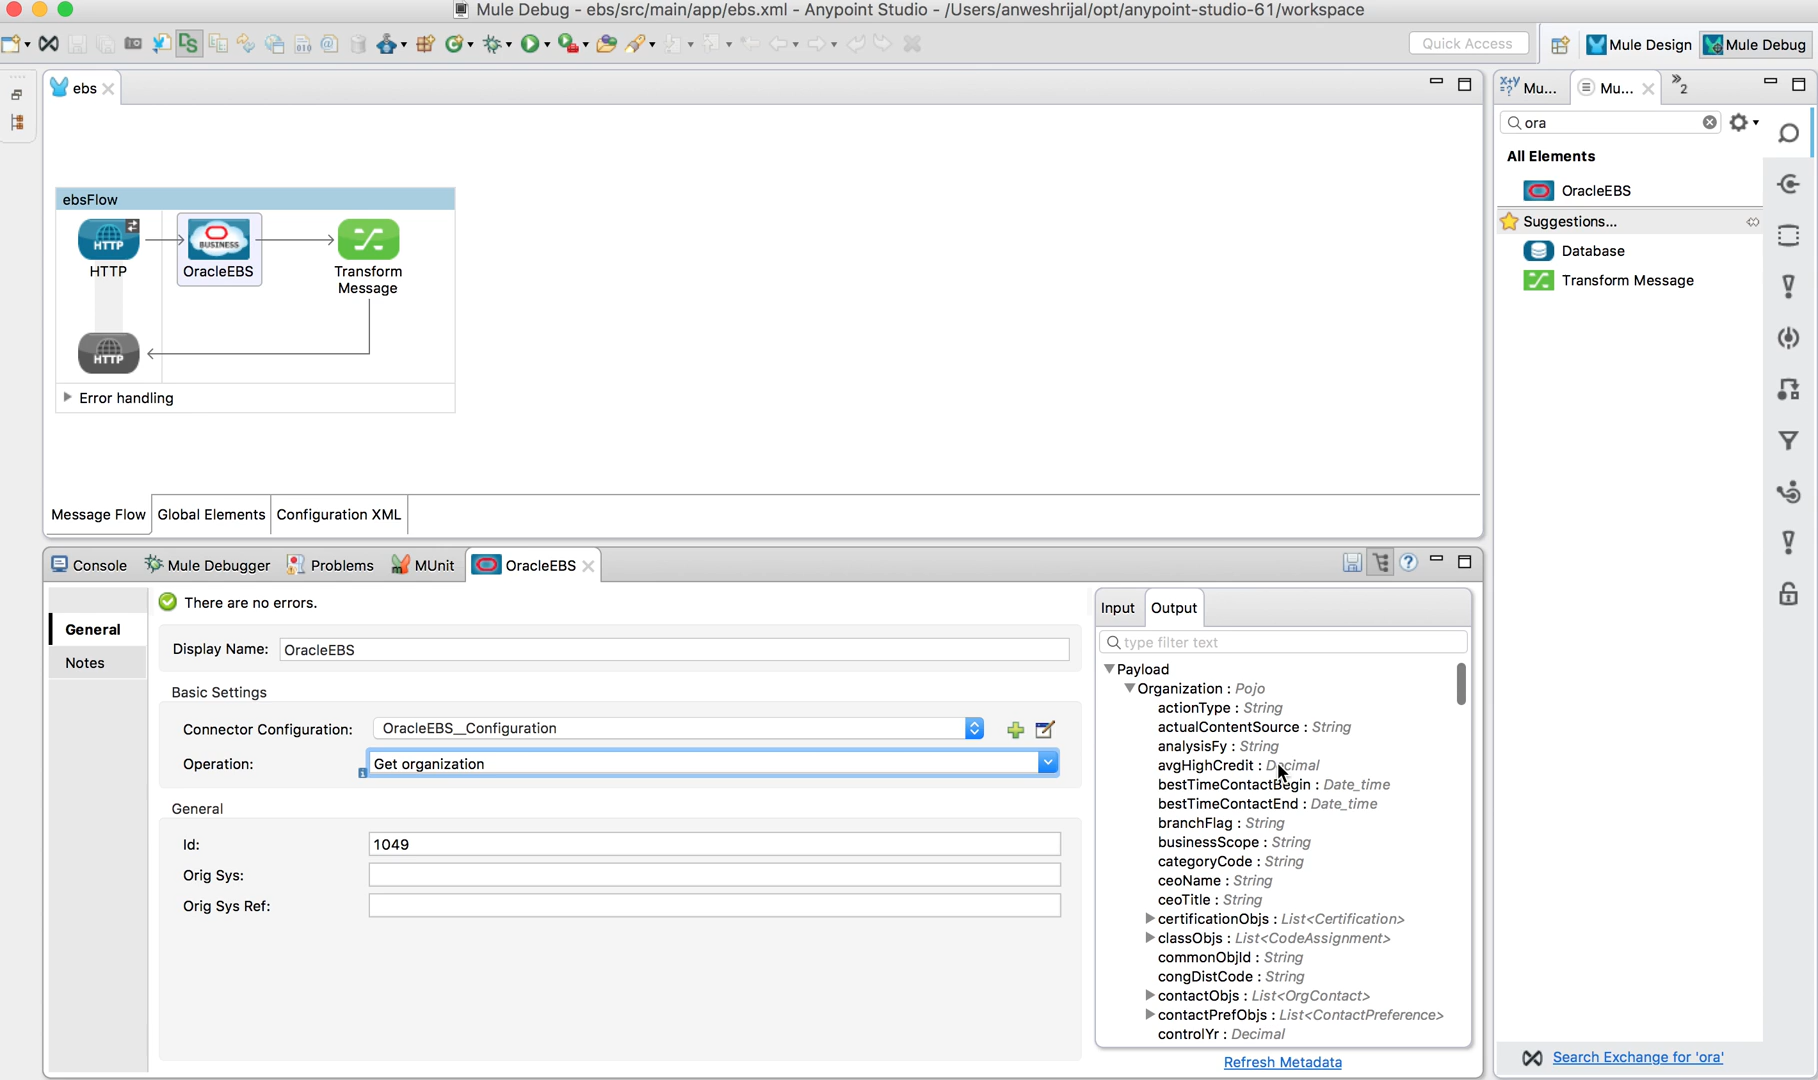 Mule Debug - ebs/src/main/app/ebs.xml - Anypoint Studio - /Users/anweshrijal/opt/anypoint-studio-61/workspace
Quick Access
Mule Design
Mule Debug
ebs
Mu...
Mu...
2
ora
All Elements
OracleEBS
Suggestions...
Database
Transform Message
ebsFlow
HTTP
BUSINESS
HTTP
OracleEBS
Transform
Message
HTTP
Error handling
Message Flow
Global Elements
Configuration XML
Console
Mule Debugger
Problems
MUnit
OracleEBS
There are no errors.
General
Notes
Display Name: OracleEBS
Basic Settings
Connector Configuration: OracleEBS__Configuration
Operation: Get organization
General
Id: 1049
Orig Sys:
Orig Sys Ref:
Input
Output
type filter text
Payload
Organization : Pojo
actionType : String
actualContentSource : String
analysisFy : String
avgHighCredit : Decimal
bestTimeContactBegin : Date_time
bestTimeContactEnd : Date_time
branchFlag : String
businessScope : String
categoryCode : String
ceoName : String
ceoTitle : String
certificationObjs : List<Certification>
classObjs : List<CodeAssignment>
commonObjId : String
congDistCode : String
contactObjs : List<OrgContact>
contactPrefObjs : List<ContactPreference>
controlYr : Decimal
Refresh Metadata
Search Exchange for 'ora'